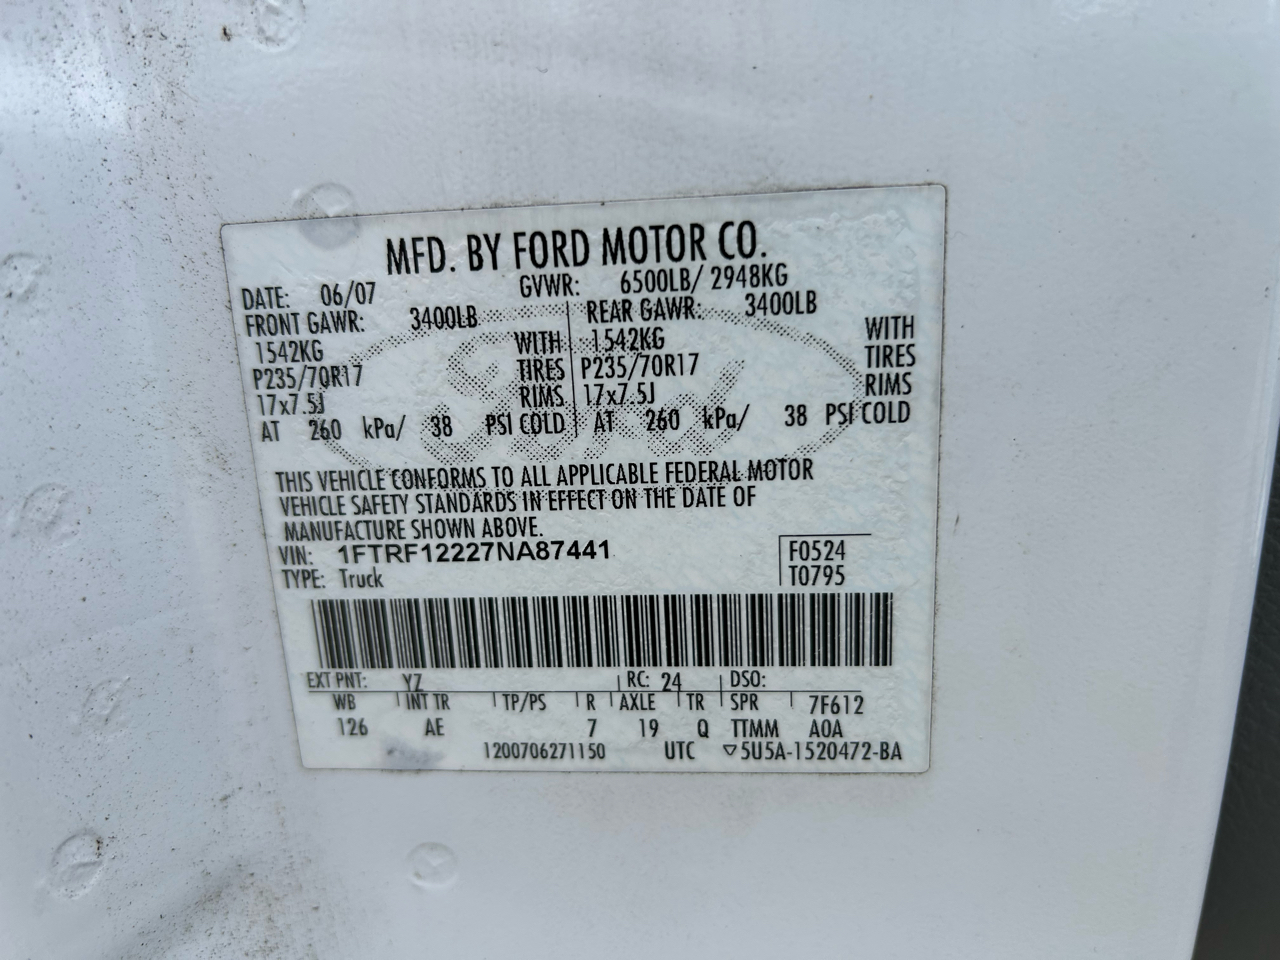 MFD. BY FORD MOTOR CO.
DATE: 06/07 GVWR: 6500LB/ 2948KG
FRONT GAWR: 3400LB REAR GAWR: 3400LB
1542KG WITH 1542KG WITH
P235/70R17 TIRES P235/70R17 TIRES
17x7.5J RIMS 17x7.5J RIMS
AT 260 kPa/ 38 PSI COLD AT 260 kPa/ 38 PSI COLD
THIS VEHICLE CONFORMS TO ALL APPLICABLE FEDERAL MOTOR
VEHICLE SAFETY STANDARDS IN EFFECT ON THE DATE OF
MANUFACTURE SHOWN ABOVE.
VIN: 1FTRF12227NA87441 F0524
TYPE: Truck T0795
EXT PNT: YZ RC: 24 DSO:
WB INT TR TP/PS R AXLE TR SPR 7F612
126 AE 7 19 Q TTMM AOA
1200706271150 UTC ▽5U5A-1520472-BA